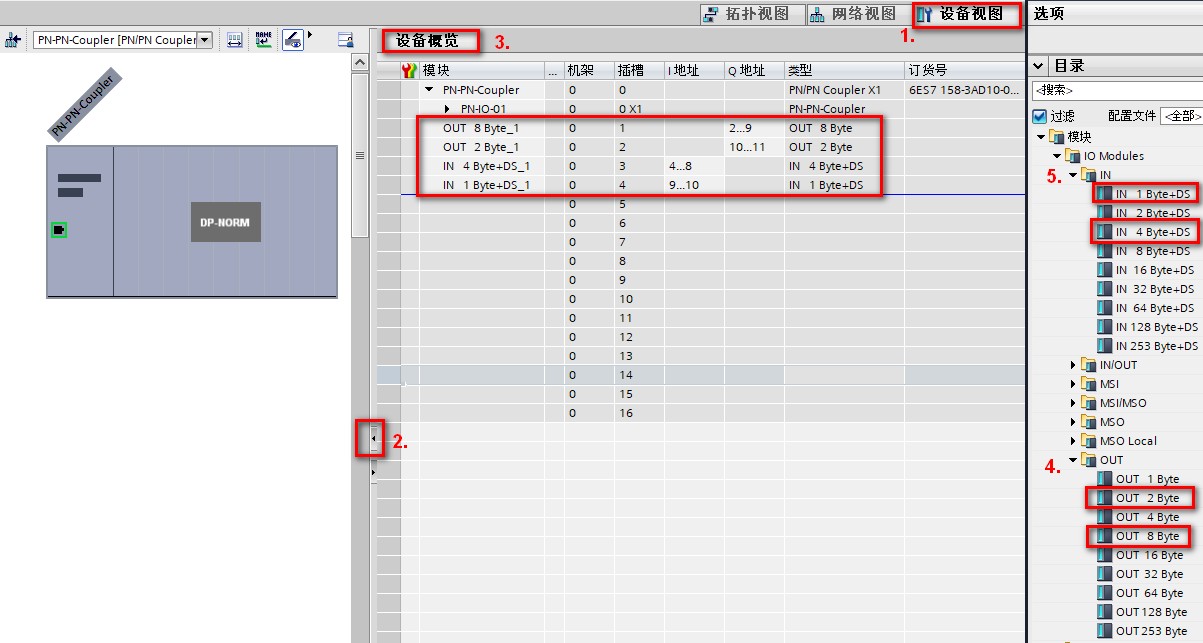 拓扑视图 网络视图 设备视图 选项
1.
PN-PN-Coupler [PN/PN Coupler
设备概览 3.
目录
模块 ... 机架 插槽 I 地址 Q 地址 类型 订货号
PN-PN-Coupler 0 0 PN/PN Coupler X1 6ES7 158-3AD10-0...
PN-IO-01 0 0 X1 PN-PN-Coupler
OUT 8 Byte_1 0 1 2...9 OUT 8 Byte
OUT 2 Byte_1 0 2 10...11 OUT 2 Byte
IN 4 Byte+DS_1 0 3 4...8 IN 4 Byte+DS
IN 1 Byte+DS_1 0 4 9...10 IN 1 Byte+DS
0 5
0 6
0 7
0 8
0 9
0 10
0 11
0 12
0 13
0 14
0 15
0 16
PN-PN-Coupler
DP-NORM
2.
<搜索>
过滤 配置文件 <全部>
模块
IO Modules
5. IN
IN 1 Byte+DS
IN 2 Byte+DS
IN 4 Byte+DS
IN 8 Byte+DS
IN 16 Byte+DS
IN 32 Byte+DS
IN 64 Byte+DS
IN 128 Byte+DS
IN 253 Byte+DS
IN/OUT
MSI
MSI/MSO
MSO
MSO Local
4. OUT
OUT 1 Byte
OUT 2 Byte
OUT 4 Byte
OUT 8 Byte
OUT 16 Byte
OUT 32 Byte
OUT 64 Byte
OUT 128 Byte
OUT 253 Byte